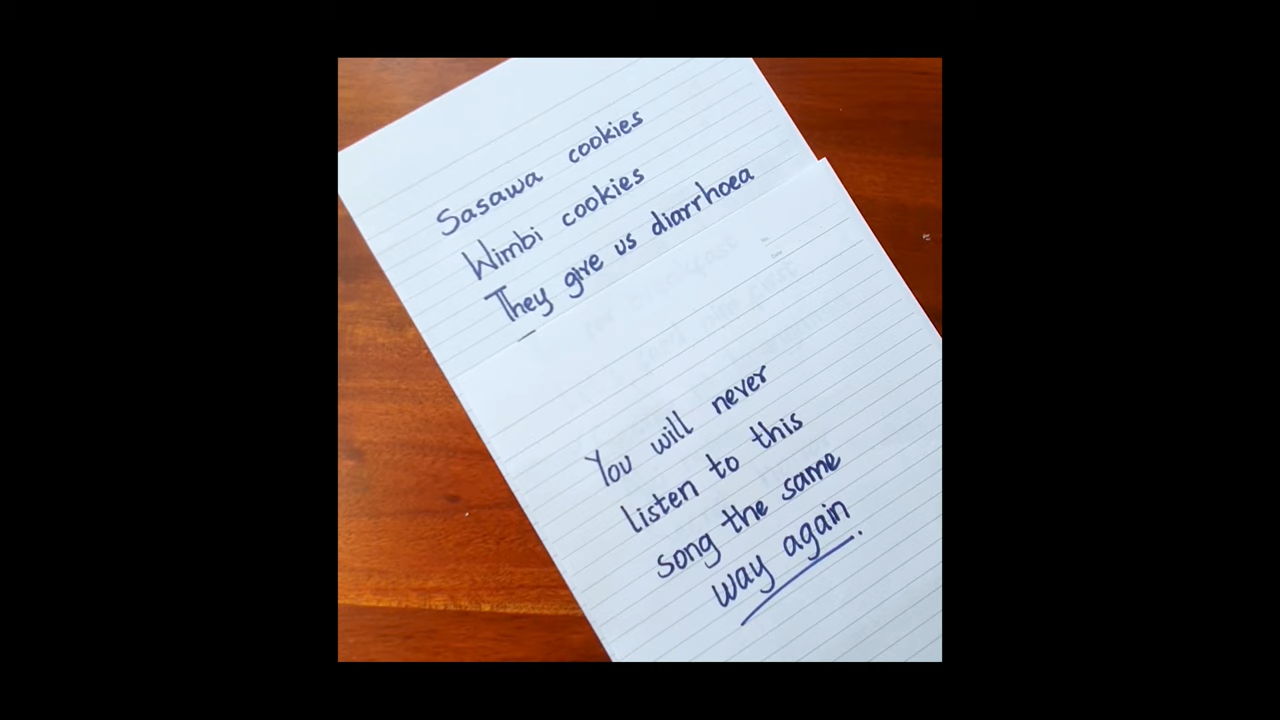 Sasawa cookies
Wimbi cookies
They give us diarrhoea
You will never
listen to this
song the same
way again.